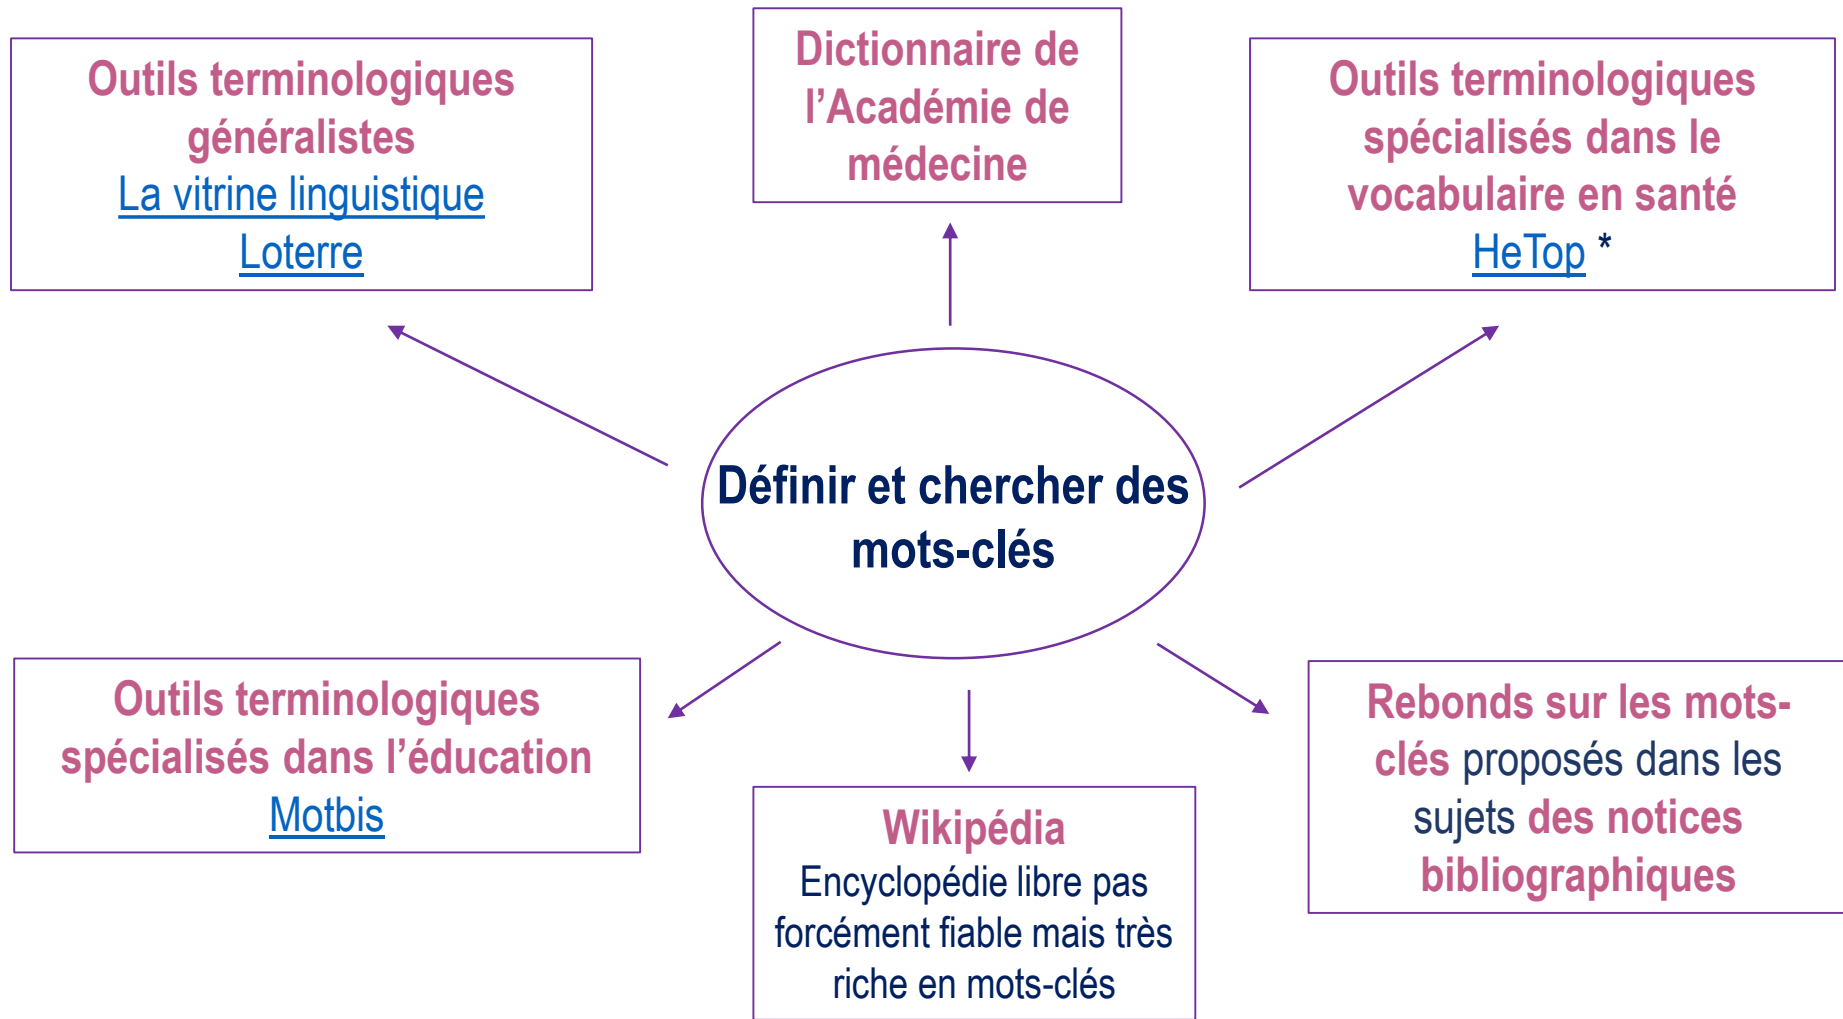 Outils terminologiques
généralistes
La vitrine linguistique
Loterre
Dictionnaire de
l’Académie de
médecine
Outils terminologiques
spécialisés dans le
vocabulaire en santé
HeTop *
Définir et chercher des
mots-clés
Outils terminologiques
spécialisés dans l’éducation
Motbis
Wikipédia
Encyclopédie libre pas
forcément fiable mais très
riche en mots-clés
Rebonds sur les mots-
clés proposés dans les
sujets des notices
bibliographiques